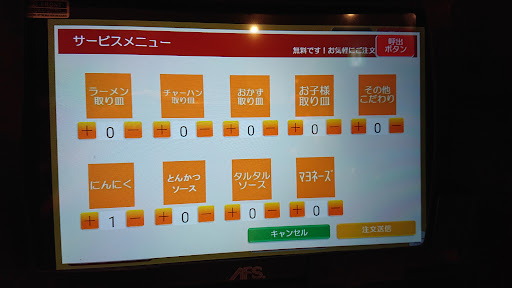 サービスメニュー
無料です！お気軽にご注文
呼出
ボタン
ラーメン
取り皿
チャーハン
取り皿
おかず
取り皿
お子様
取り皿
その他
こだわり
+ 0 −
+ 0 −
+ 0 −
+ 0 −
+ 0 −
にんにく
とんかつ
ソース
タルタル
ソース
マヨネーズ
+ 1 −
+ 0 −
+ 0 −
+ 0 −
キャンセル
注文送信
APS.